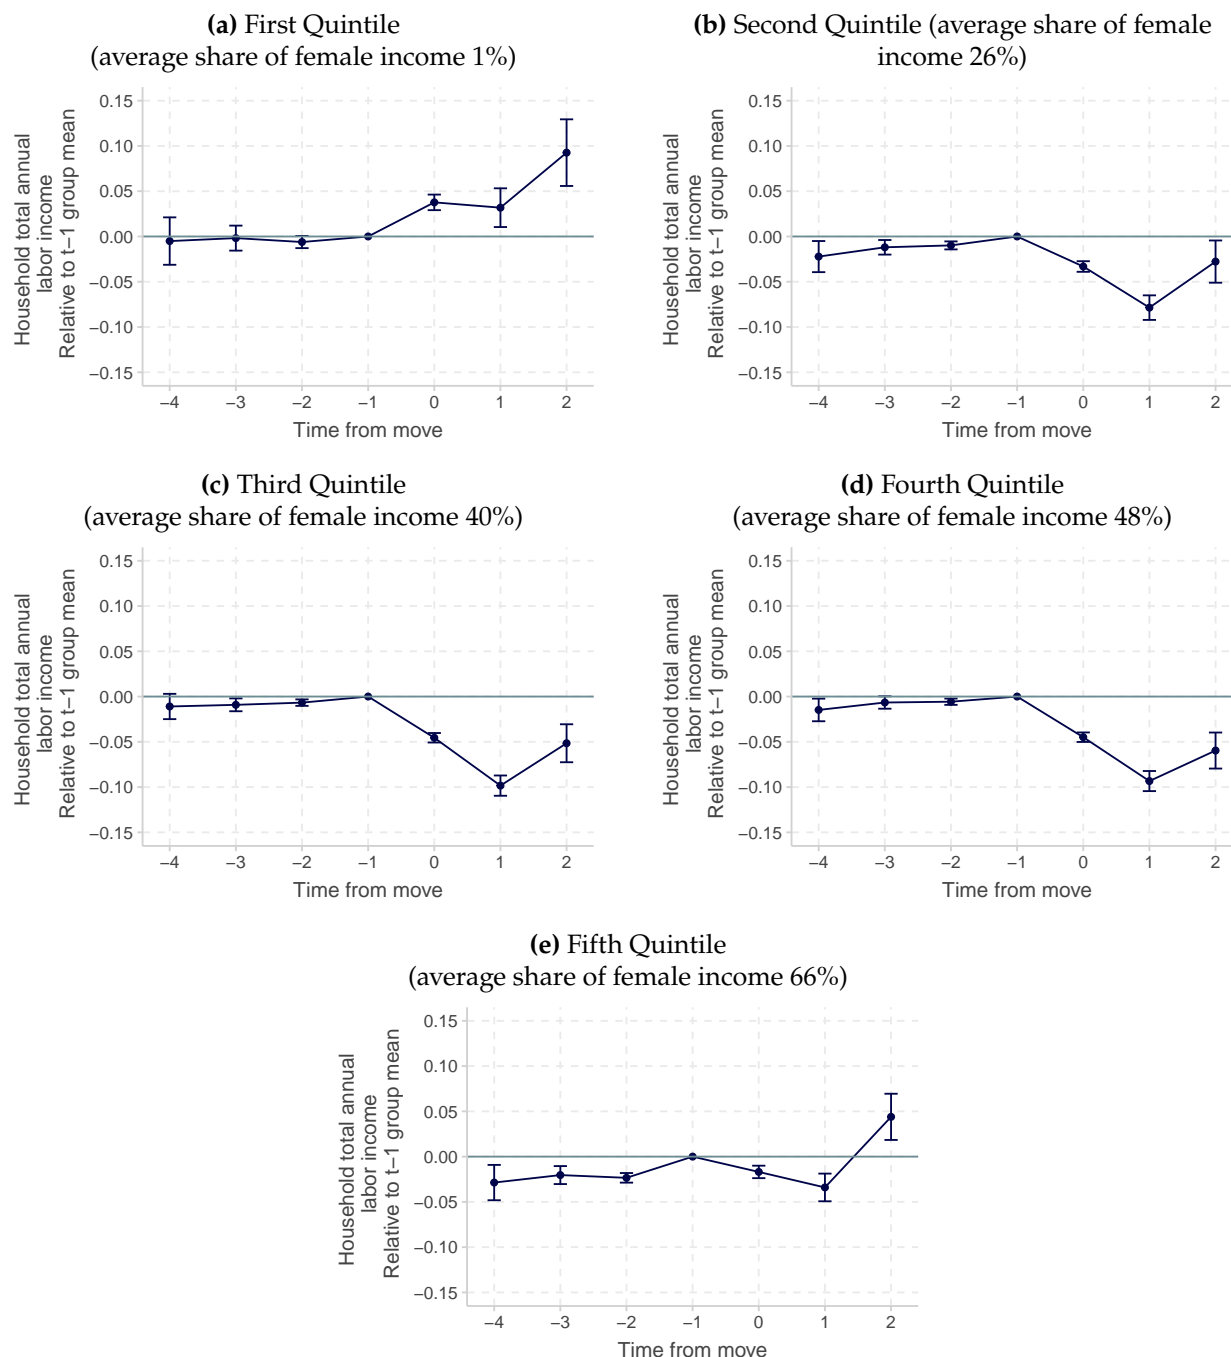 (a) First Quintile
(average share of female income 1%)
Household total annual
labor income
Relative to t−1 group mean
0.15
0.10
0.05
0.00
−0.05
−0.10
−0.15
−4 −3 −2 −1 0 1 2
Time from move
(b) Second Quintile (average share of female
income 26%)
Household total annual
labor income
Relative to t−1 group mean
0.15
0.10
0.05
0.00
−0.05
−0.10
−0.15
−4 −3 −2 −1 0 1 2
Time from move
(c) Third Quintile
(average share of female income 40%)
Household total annual
labor income
Relative to t−1 group mean
0.15
0.10
0.05
0.00
−0.05
−0.10
−0.15
−4 −3 −2 −1 0 1 2
Time from move
(d) Fourth Quintile
(average share of female income 48%)
Household total annual
labor income
Relative to t−1 group mean
0.15
0.10
0.05
0.00
−0.05
−0.10
−0.15
−4 −3 −2 −1 0 1 2
Time from move
(e) Fifth Quintile
(average share of female income 66%)
Household total annual
labor income
Relative to t−1 group mean
0.15
0.10
0.05
0.00
−0.05
−0.10
−0.15
−4 −3 −2 −1 0 1 2
Time from move